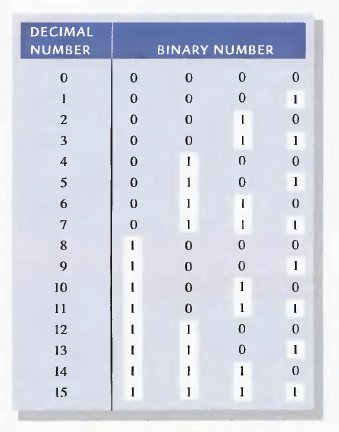 DECIMAL
NUMBER BINARY NUMBER
0 0 0 0 0
1 0 0 0 1
2 0 0 1 0
3 0 0 1 1
4 0 1 0 0
5 0 1 0 1
6 0 1 1 0
7 0 1 1 1
8 1 0 0 0
9 1 0 0 1
10 1 0 1 0
11 1 0 1 1
12 1 1 0 0
13 1 1 0 1
14 1 1 1 0
15 1 1 1 1